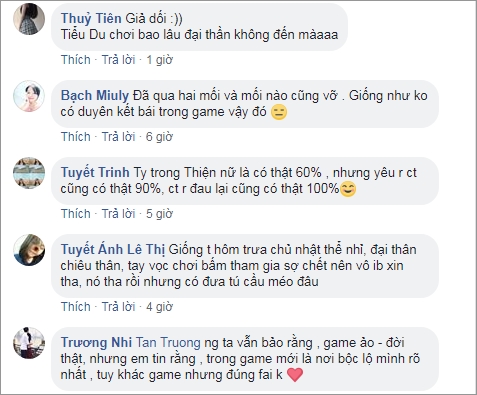 Thuỷ Tiên Giả dối :))
Tiểu Du chơi bao lâu đại thần không đến màaaa
Thích · Trả lời · 1 giờ
Bạch Miuly Đã qua hai mối và mối nào cũng vỡ . Giống như ko
có duyên kết bái trong game vậy đó 😑
Thích · Trả lời · 6 giờ
Tuyết Trinh Ty trong Thiện nữ là có thật 60% , nhưng yêu r ct
cũng có thật 90%, ct r đau lại cũng có thật 100%😄
Thích · Trả lời · 5 giờ
Tuyết Ánh Lê Thị Giống t hôm trưa chủ nhật thể nhỉ, đại thân
chiêu thân, tay vọc chơi bấm tham gia sợ chết nên vô ib xin
tha, nó tha rồi nhưng có đưa tú cầu méo đâu
Thích · Trả lời · 4 giờ
Trương Nhi Tan Truong ng ta vẫn bảo rằng , game ảo - đời
thật, nhưng em tin rằng , trong game mới là nơi bộc lộ mình rõ
nhất , tuy khác game nhưng đúng fai k ❤